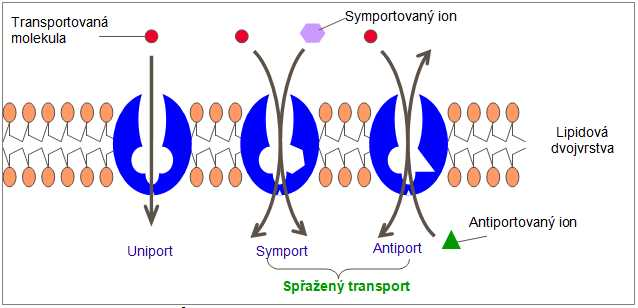 Transportovaná
molekula
Symportovaný ion
Lipidová
dvojvrstva
Antiportovaný ion
Uniport
Symport
Antiport
Spřažený transport